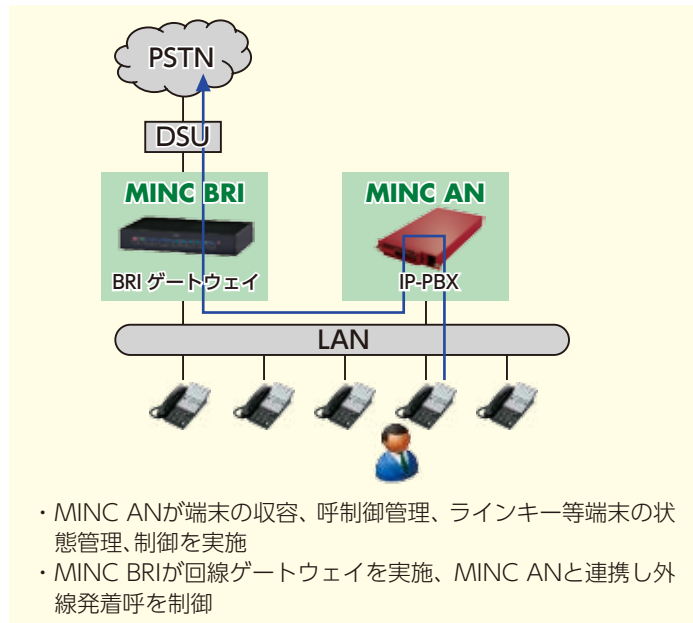 PSTN
DSU
MINC BRI
MINC AN
BRI ゲートウェイ
IP-PBX
LAN
・MINC ANが端末の収容、呼制御管理、ラインキー等端末の状
態管理、制御を実施
・MINC BRIが回線ゲートウェイを実施、MINC ANと連携し外
線発着呼を制御